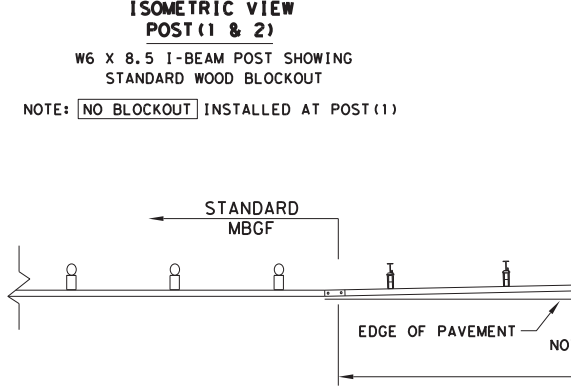 ISOMETRIC VIEW
POST(1 & 2)
W6 X 8.5 I-BEAM POST SHOWING
STANDARD WOOD BLOCKOUT
NOTE: NO BLOCKOUT INSTALLED AT POST(1)
STANDARD
MBGF
EDGE OF PAVEMENT
NO